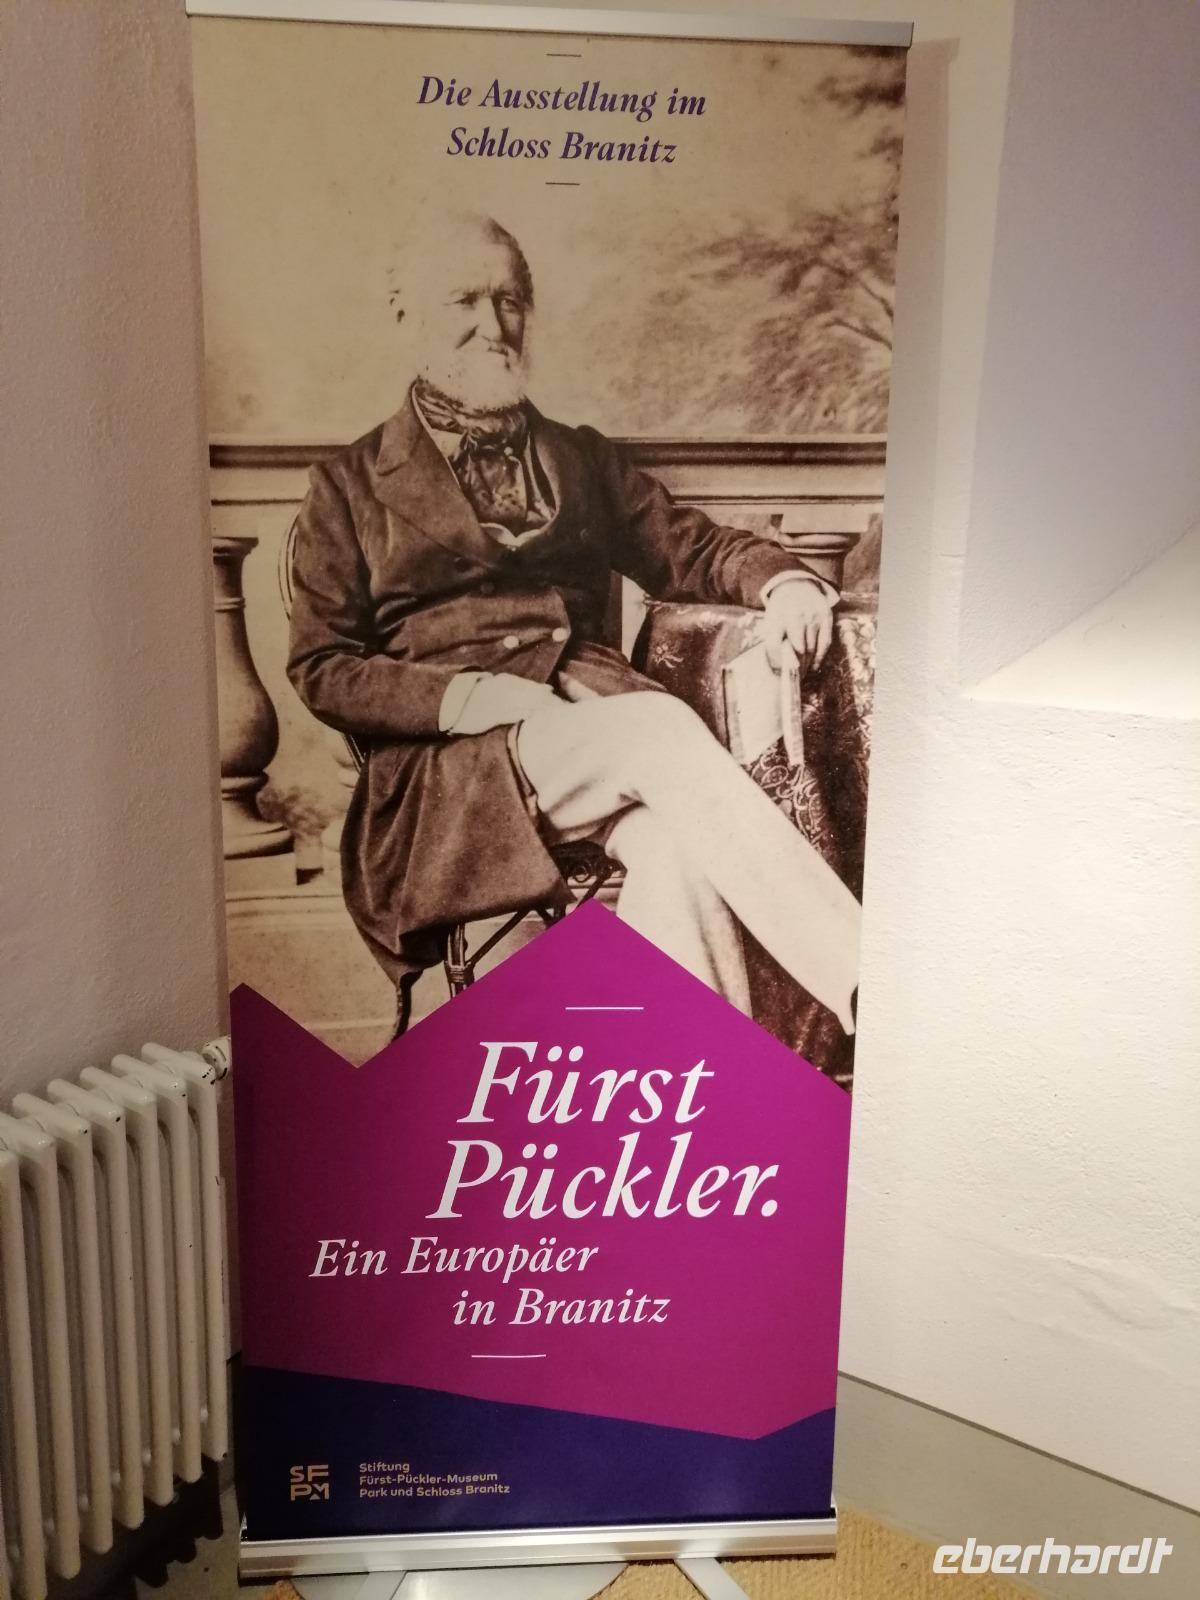 Die Ausstellung im
Schloss Branitz
Fürst
Pückler.
Ein Europäer
in Branitz
SF
PM
Stiftung
Fürst-Pückler-Museum
Park und Schloss Branitz
eberhardt